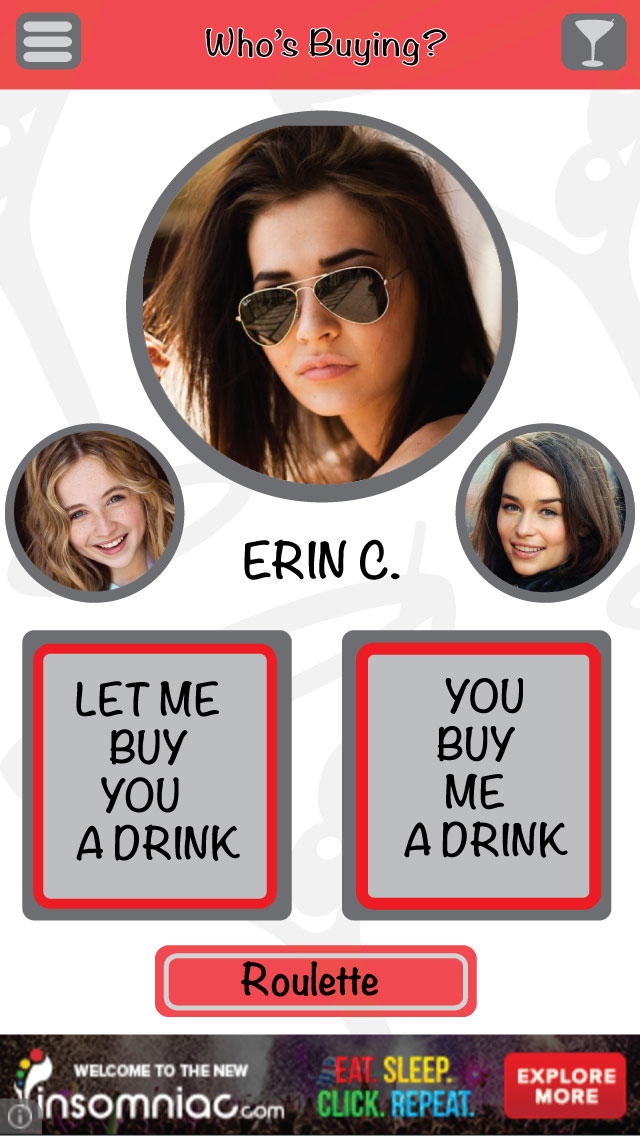 Who's Buying?
ERIN C.
LET ME
BUY
YOU
A DRINK
YOU
BUY
ME
A DRINK
Roulette
WELCOME TO THE NEW
insomniac.com
EAT. SLEEP.
CLICK. REPEAT.
EXPLORE
MORE